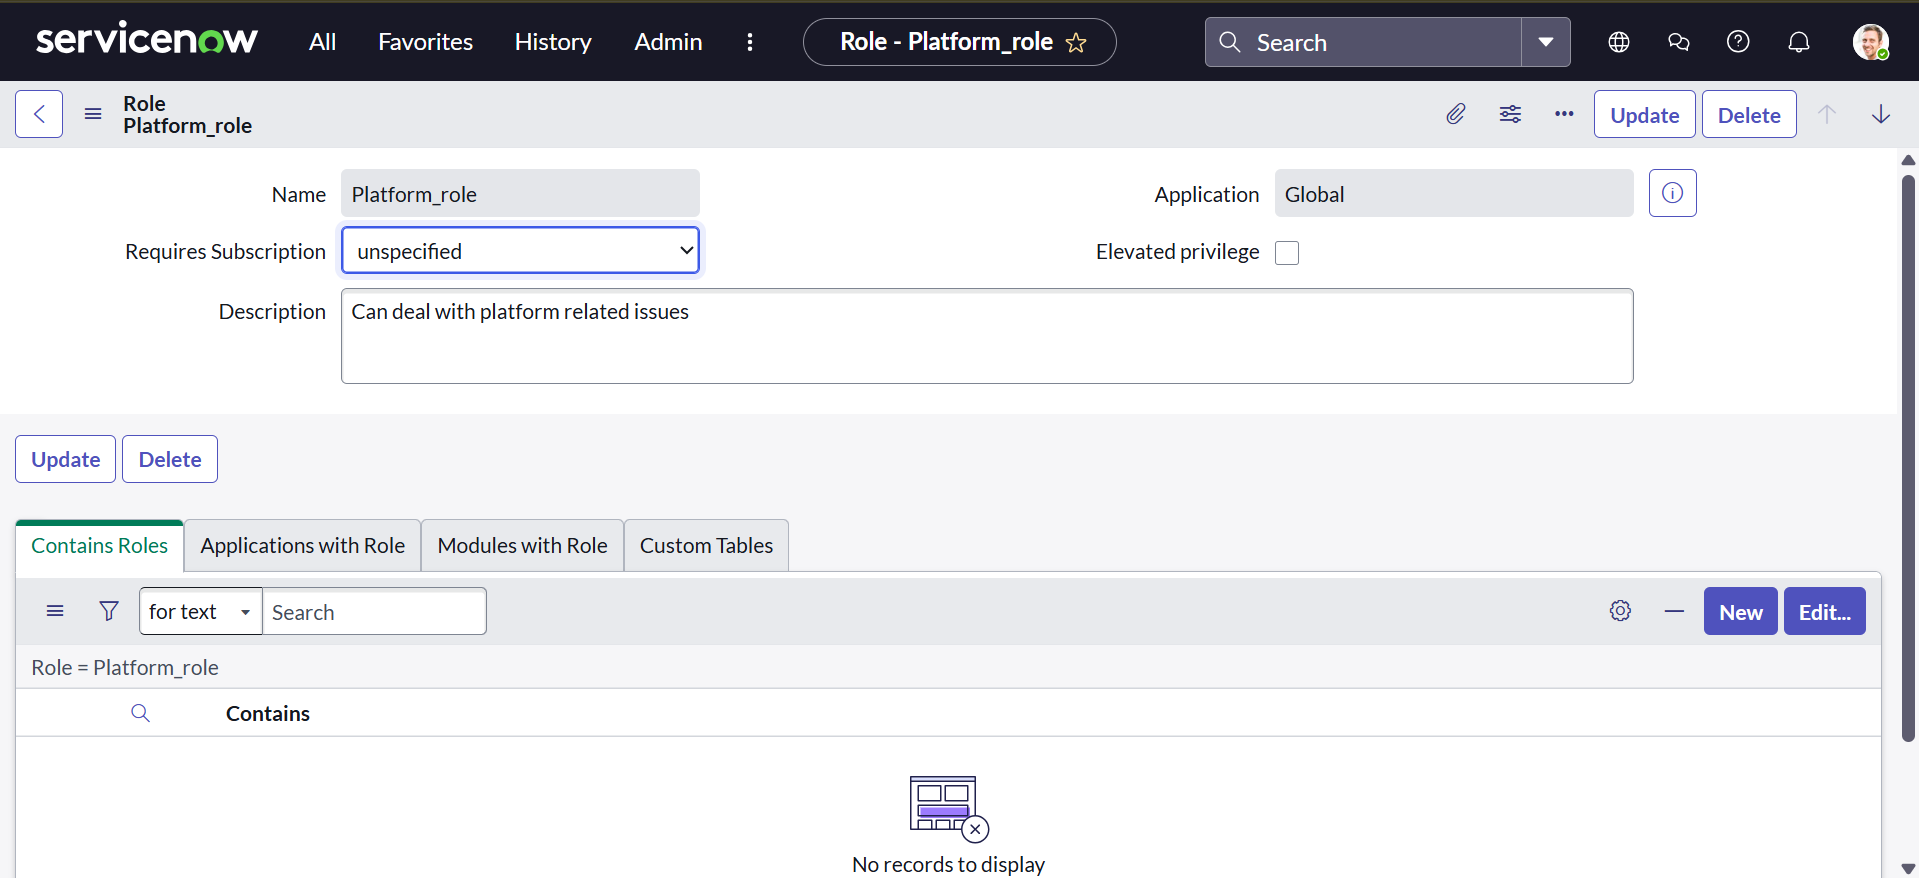 servicenow All Favorites History Admin Role - Platform_role Search
Role
Platform_role
Update Delete
Name Platform_role Application Global
Requires Subscription unspecified Elevated privilege
Description Can deal with platform related issues
Update Delete
Contains Roles Applications with Role Modules with Role Custom Tables
for text Search New Edit...
Role = Platform_role
Contains
No records to display